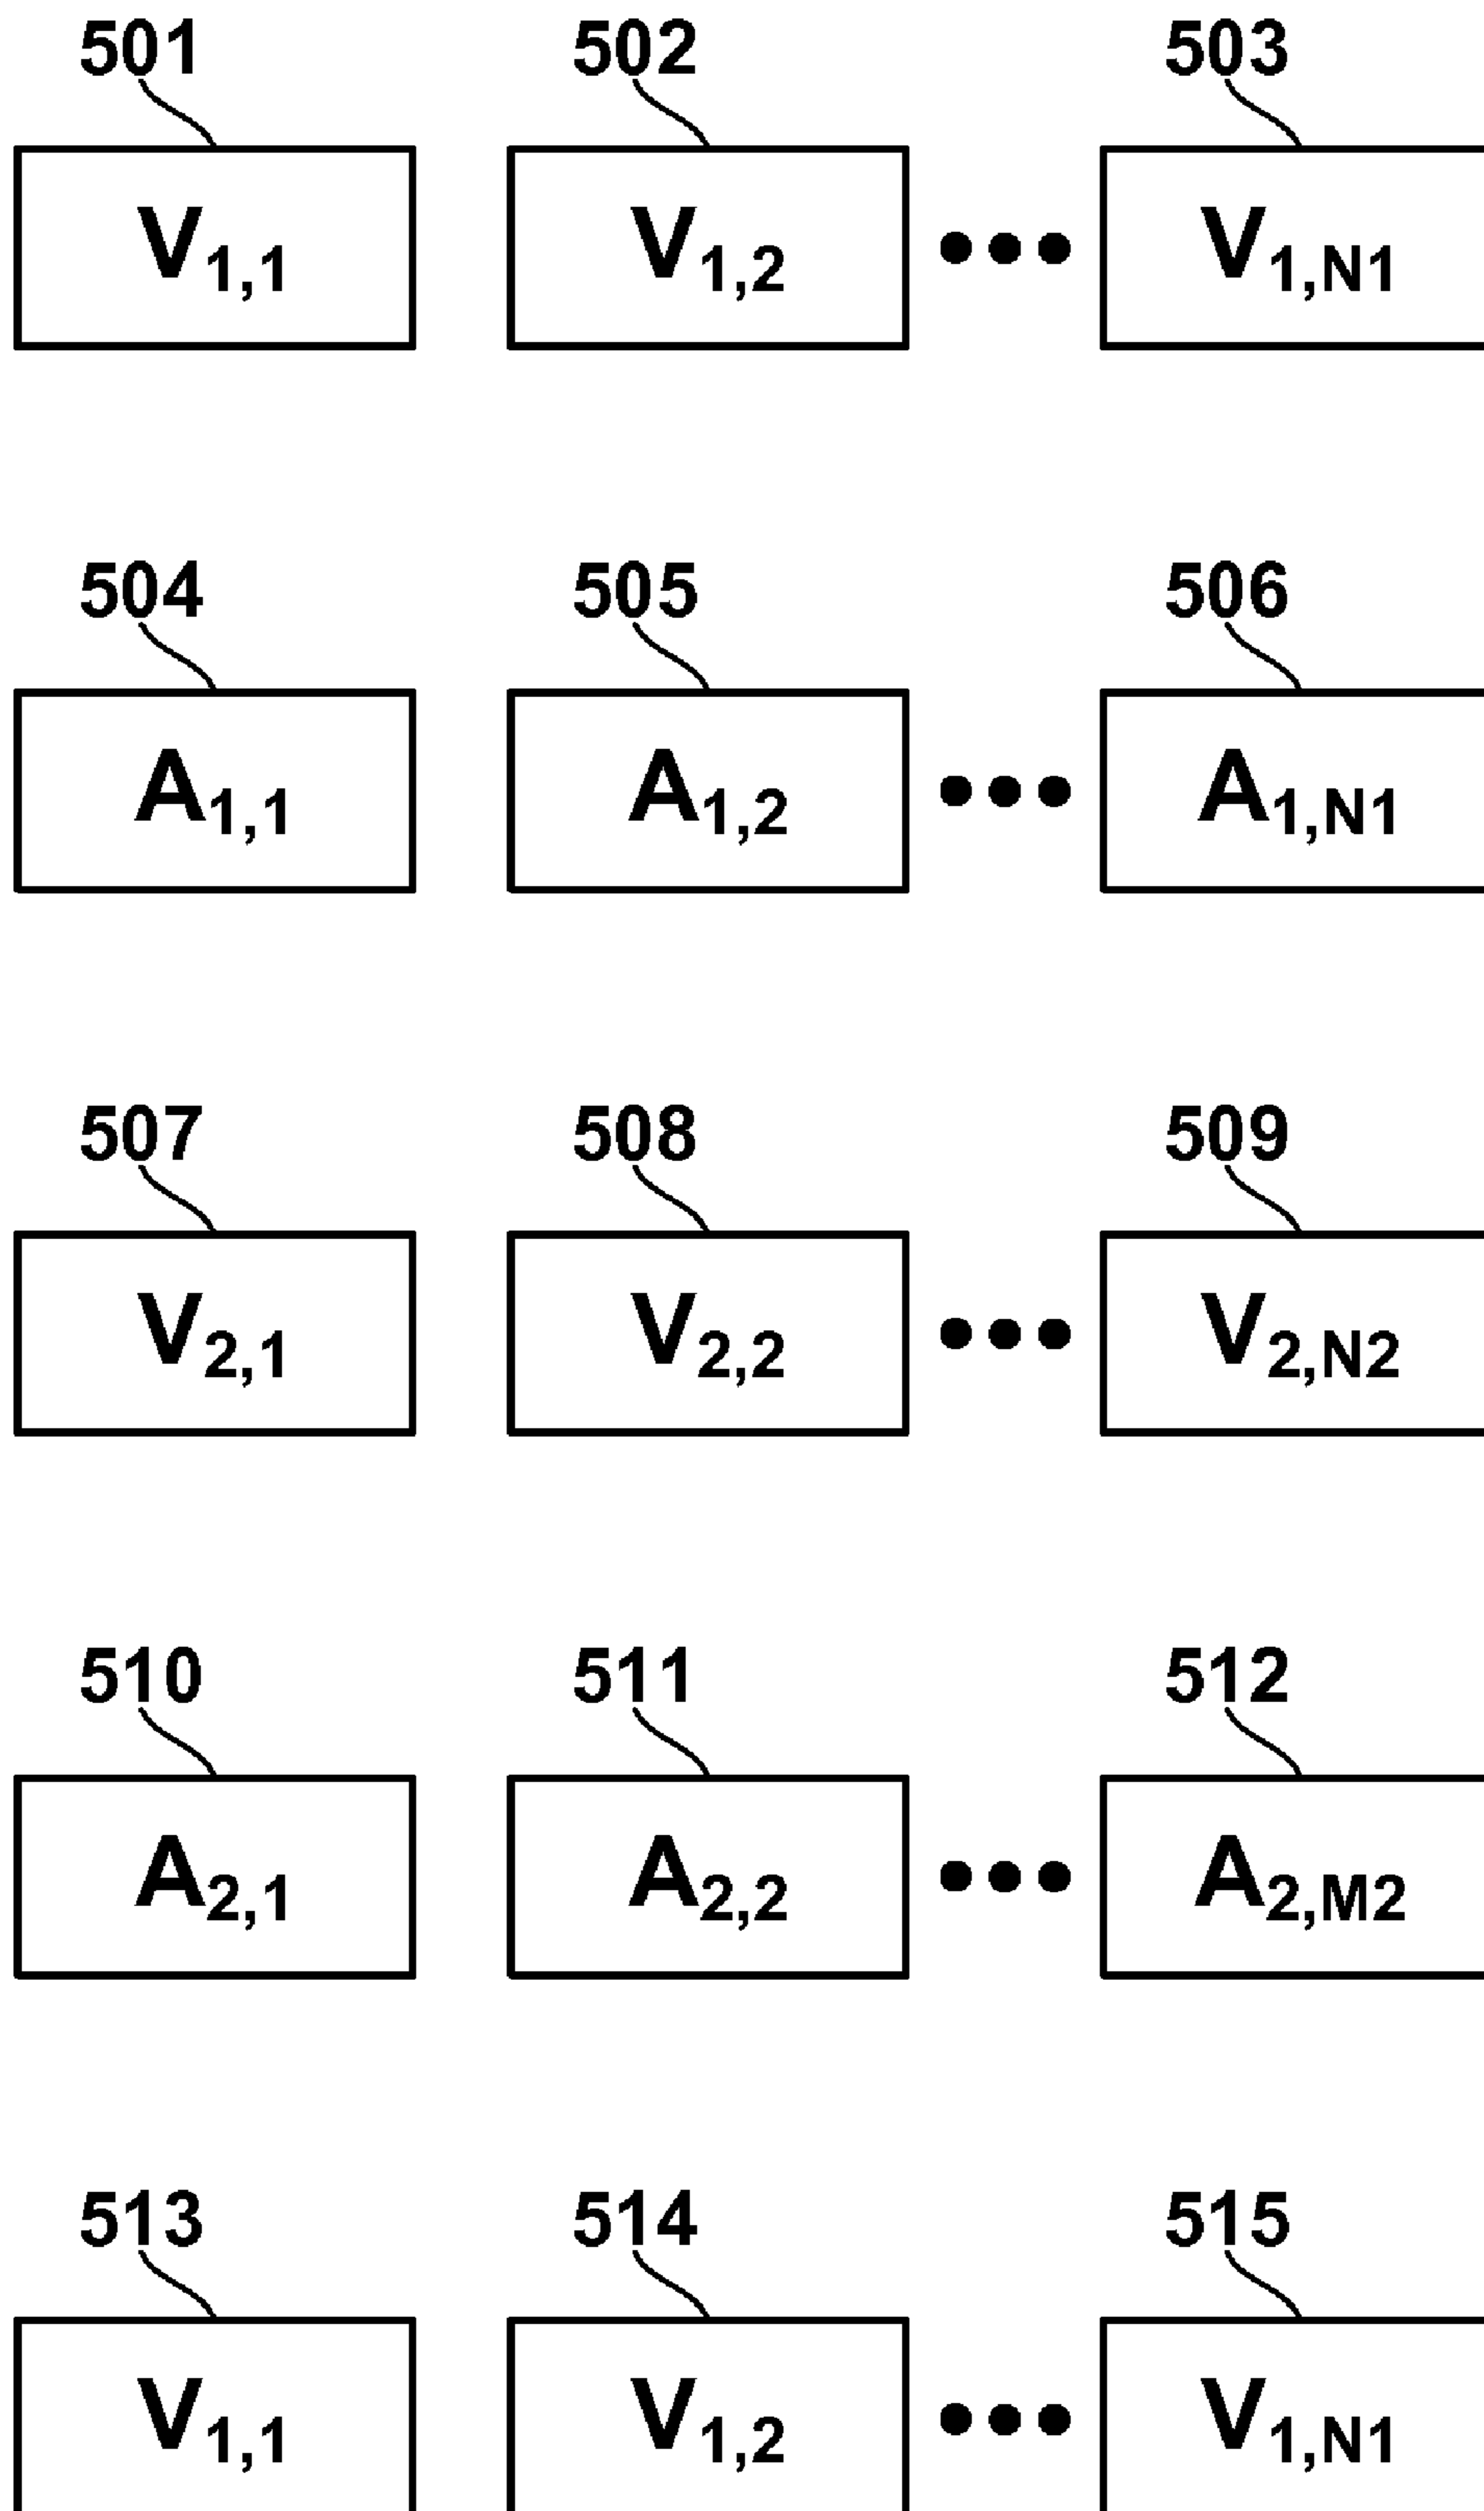 501 502 503
V1,1 V1,2 ••• V1,N1
504 505 506
A1,1 A1,2 ••• A1,N1
507 508 509
V2,1 V2,2 ••• V2,N2
510 511 512
A2,1 A2,2 ••• A2,M2
513 514 515
V1,1 V1,2 ••• V1,N1